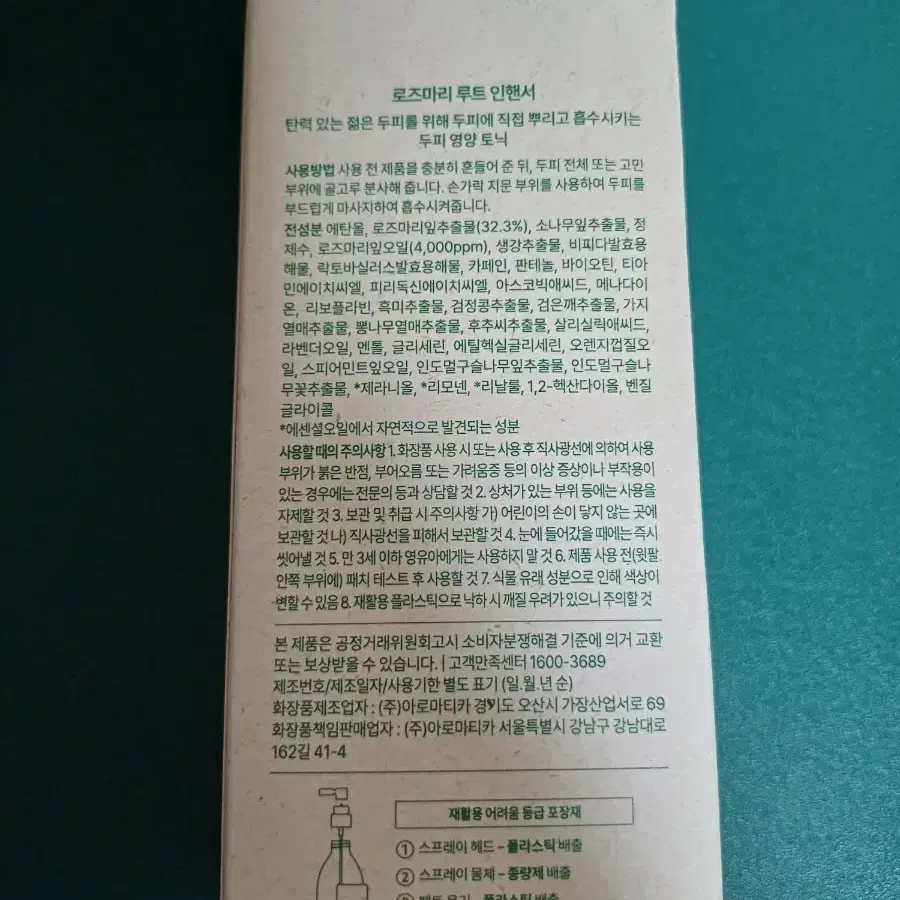 로즈마리 루트 인핸서
탄력 있는 젊은 두피를 위해 두피에 직접 뿌리고 흡수시키는
두피 영양 토닉
사용방법 사용 전 제품을 충분히 흔들어 준 뒤, 두피 전체 또는 고민
부위에 골고루 분사해 줍니다. 손가락 지문 부위를 사용하여 두피를
부드럽게 마사지하여 흡수시켜줍니다.
전성분 에탄올, 로즈마리잎추출물(32.3%), 소나무잎추출물, 정
제수, 로즈마리잎오일(4,000ppm), 생강추출물, 비피다발효용
해물, 락토바실러스발효용해물, 카페인, 판테놀, 바이오틴, 티아
민에이치씨엘, 피리독신에이치씨엘, 아스코빅애씨드, 메나다이
온, 리보플라빈, 흑미추출물, 검정콩추출물, 검은깨추출물, 가지
열매추출물, 뽕나무열매추출물, 후추씨추출물, 살리실릭애씨드,
라벤더오일, 멘톨, 글리세린, 에틸헥실글리세린, 오렌지껍질오
일, 스피어민트잎오일, 인도멀구슬나무잎추출물, 인도멀구슬나
무꽃추출물, *제라니올, *리모넨, *리날룰, 1,2-헥산다이올, 벤질
글라이콜
*에센셜오일에서 자연적으로 발견되는 성분
사용할 때의 주의사항 1. 화장품 사용 시 또는 사용 후 직사광선에 의하여 사용
부위가 붉은 반점, 부어오름 또는 가려움증 등의 이상 증상이나 부작용이
있는 경우에는 전문의 등과 상담할 것 2. 상처가 있는 부위 등에는 사용을
자제할 것 3. 보관 및 취급 시 주의사항 가) 어린이의 손이 닿지 않는 곳에
보관할 것 나) 직사광선을 피해서 보관할 것 4. 눈에 들어갔을 때에는 즉시
씻어낼 것 5. 만 3세 이하 영유아에게는 사용하지 말 것 6. 제품 사용 전(윗팔
안쪽 부위에) 패치 테스트 후 사용할 것 7. 식물 유래 성분으로 인해 색상이
변할 수 있음 8. 재활용 플라스틱으로 낙하 시 깨질 우려가 있으니 주의할 것
본 제품은 공정거래위원회고시 소비자분쟁해결 기준에 의거 교환
또는 보상받을 수 있습니다. | 고객만족센터 1600-3689
제조번호/제조일자/사용기한 별도 표기 (일.월.년 순)
화장품제조업자 : (주)아로마티카 경기도 오산시 가장산업서로 69
화장품책임판매업자 : (주)아로마티카 서울특별시 강남구 강남대로
162길 41-4
재활용 어려움 등급 포장재
① 스프레이 헤드 – 플라스틱 배출
② 스프레이 몸체 – 종량제 배출